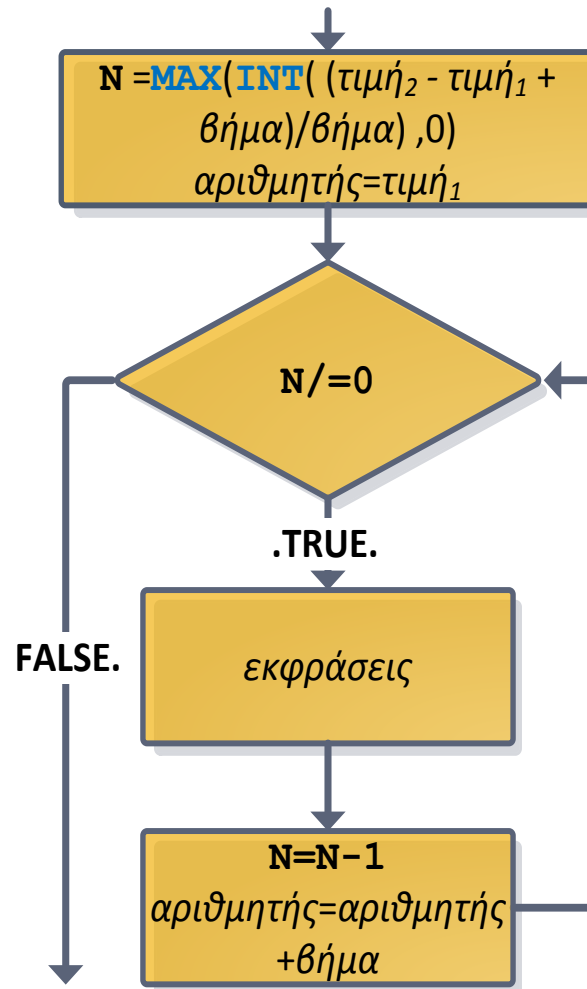 N =MAX(INT( (τιμή2 - τιμή1 +
βήμα)/βήμα) ,0)
αριθμητής=τιμή1
N/=0
.TRUE.
FALSE.
εκφράσεις
N=N-1
αριθμητής=αριθμητής
+βήμα